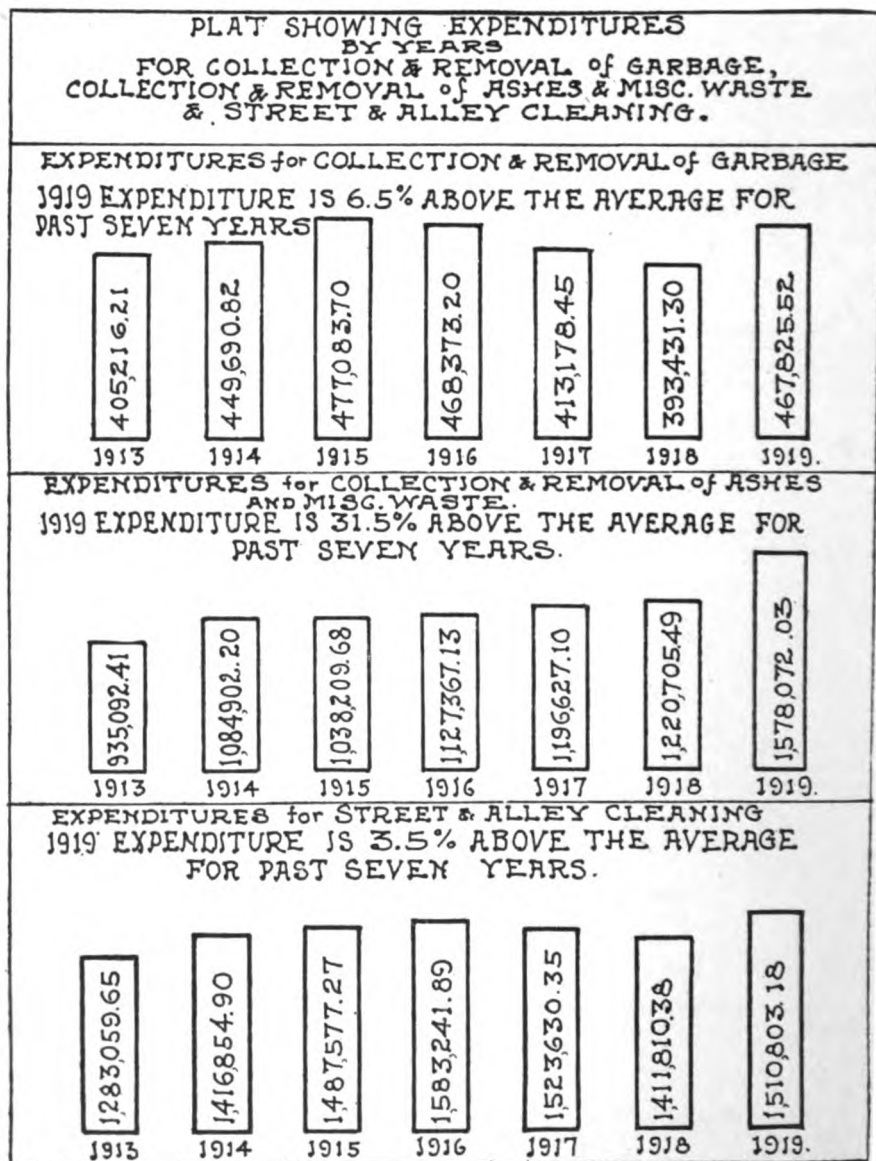 PLAT SHOWING EXPENDITURES
BY YEARS
FOR COLLECTION & REMOVAL of GARBAGE,
COLLECTION & REMOVAL of ASHES & MISC. WASTE
& STREET & ALLEY CLEANING.
EXPENDITURES for COLLECTION & REMOVAL of GARBAGE
1919 EXPENDITURE IS 6.5% ABOVE THE AVERAGE FOR
PAST SEVEN YEARS
405,216.21 449,690.82 477,083.70 468,373.20 413,178.45 393,431.30 467,825.52
1913 1914 1915 1916 1917 1918 1919.
EXPENDITURES for COLLECTION & REMOVAL of ASHES
AND MISC. WASTE.
1919 EXPENDITURE IS 31.5% ABOVE THE AVERAGE FOR
PAST SEVEN YEARS.
935,092.41 1,084,902.20 1,038,209.68 1,127,367.13 1,196,627.10 1,220,705.49 1,578,072.03
1913 1914 1915 1916 1917 1918 1919.
EXPENDITURES for STREET & ALLEY CLEANING
1919 EXPENDITURE IS 3.5% ABOVE THE AVERAGE
FOR PAST SEVEN YEARS.
1,283,059.65 1,416,854.90 1,487,577.27 1,583,241.89 1,523,630.35 1,411,810.38 1,510,803.18
1913 1914 1915 1916 1917 1918 1919.